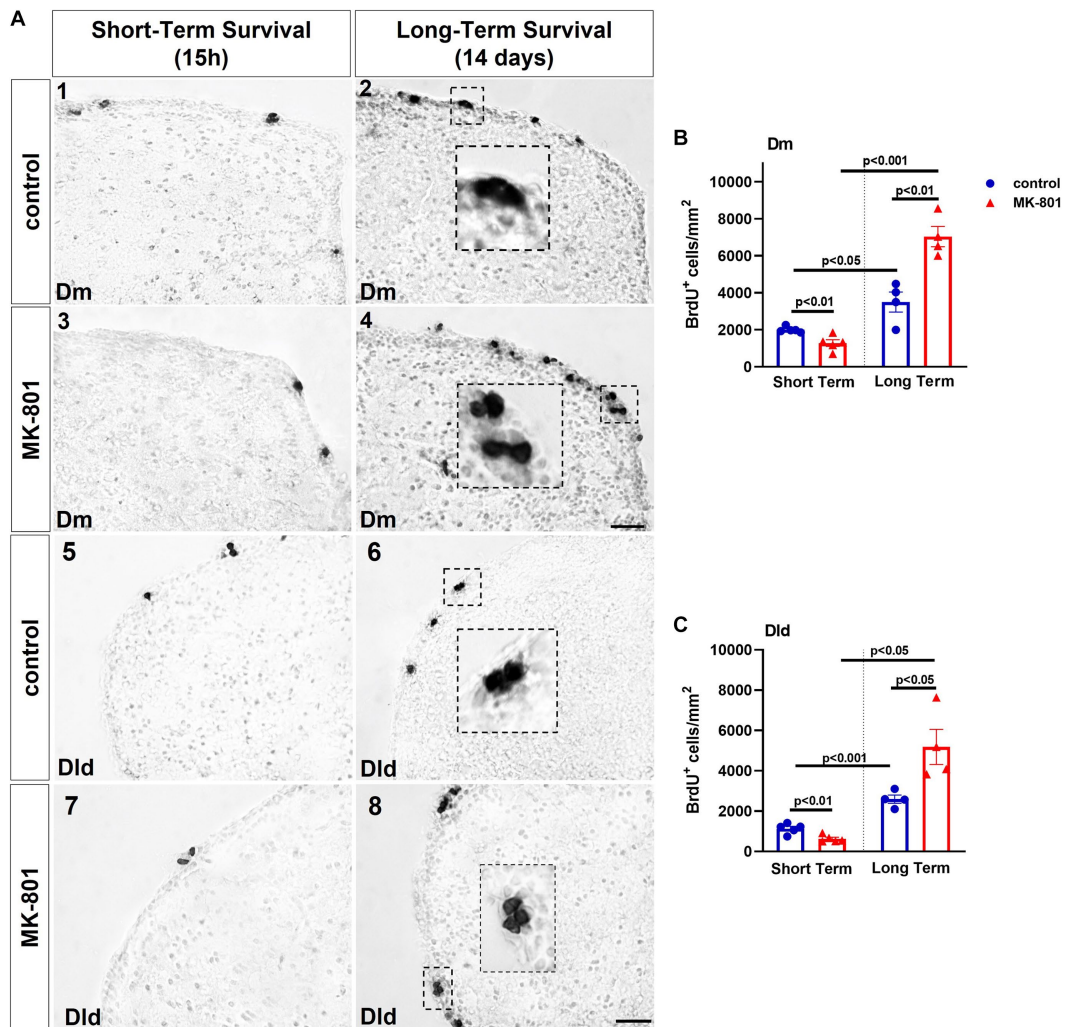 A
Short-Term Survival
(15h)
Long-Term Survival
(14 days)
control
1
Dm
2
Dm
MK-801
3
Dm
4
Dm
control
5
Dld
6
Dld
MK-801
7
Dld
8
Dld
B
Dm
p<0.001
p<0.01
p<0.05
p<0.01
10000
8000
6000
4000
2000
0
BrdU⁺ cells/mm²
Short Term
Long Term
control
MK-801
C
Dld
p<0.05
p<0.05
p<0.001
p<0.01
10000
8000
6000
4000
2000
0
BrdU⁺ cells/mm²
Short Term
Long Term